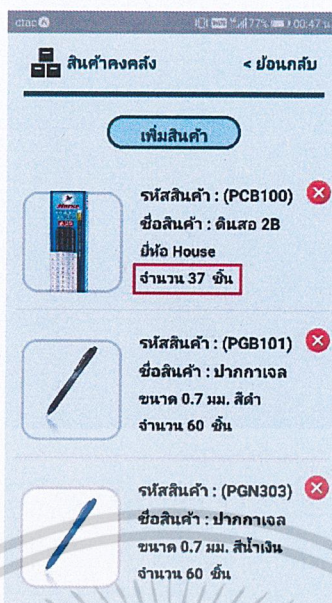 dtac 77% 00:47 น.
สินค้าคงคลัง < ย้อนกลับ
เพิ่มสินค้า
รหัสสินค้า : (PCB100)
ชื่อสินค้า : ดินสอ 2B
ยี่ห้อ House
จำนวน 37 ชิ้น
รหัสสินค้า : (PGB101)
ชื่อสินค้า : ปากกาเจล
ขนาด 0.7 มม. สีดำ
จำนวน 60 ชิ้น
รหัสสินค้า : (PGN303)
ชื่อสินค้า : ปากกาเจล
ขนาด 0.7 มม. สีน้ำเงิน
จำนวน 60 ชิ้น